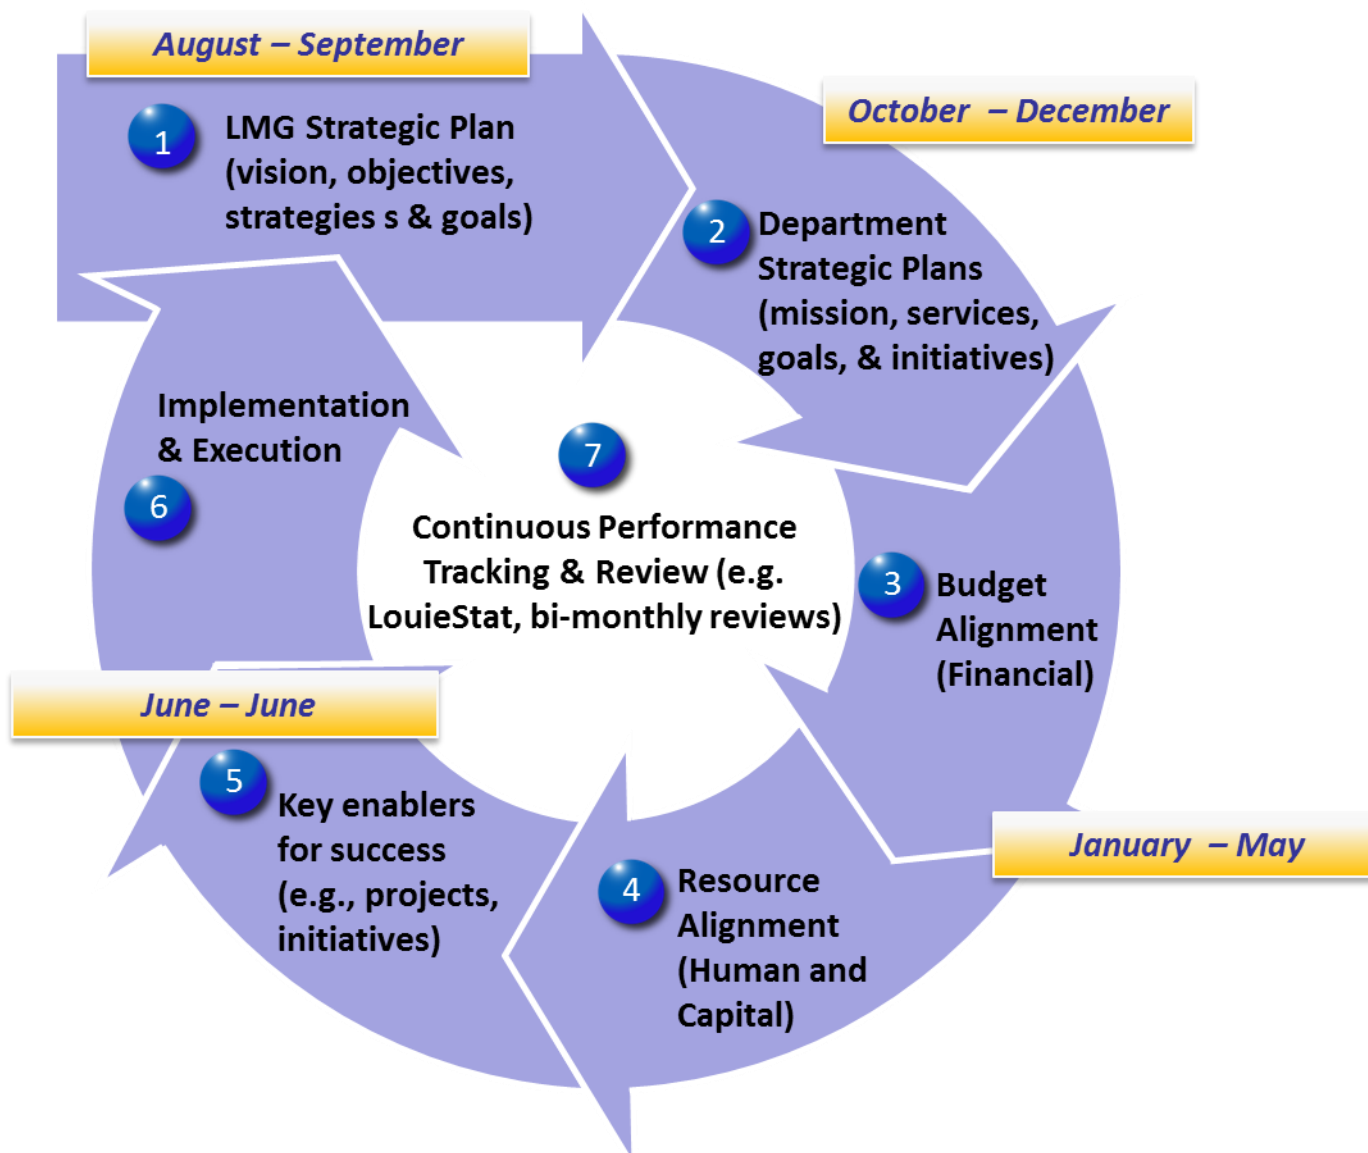 August – September
1
LMG Strategic Plan
(vision, objectives,
strategies s & goals)
October – December
2
Department
Strategic Plans
(mission, services,
goals, & initiatives)
3
Budget
Alignment
(Financial)
January – May
4
Resource
Alignment
(Human and
Capital)
5
Key enablers
for success
(e.g., projects,
initiatives)
June – June
6
Implementation
& Execution
7
Continuous Performance
Tracking & Review (e.g.
LouieStat, bi-monthly reviews)